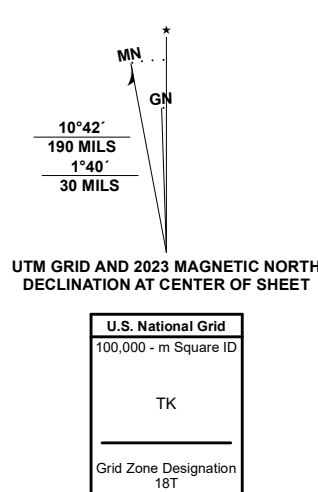 ★
MN
GN
10°42´
190 MILS
1°40´
30 MILS
UTM GRID AND 2023 MAGNETIC NORTH
DECLINATION AT CENTER OF SHEET
U.S. National Grid
100,000 - m Square ID
TK
Grid Zone Designation
18T